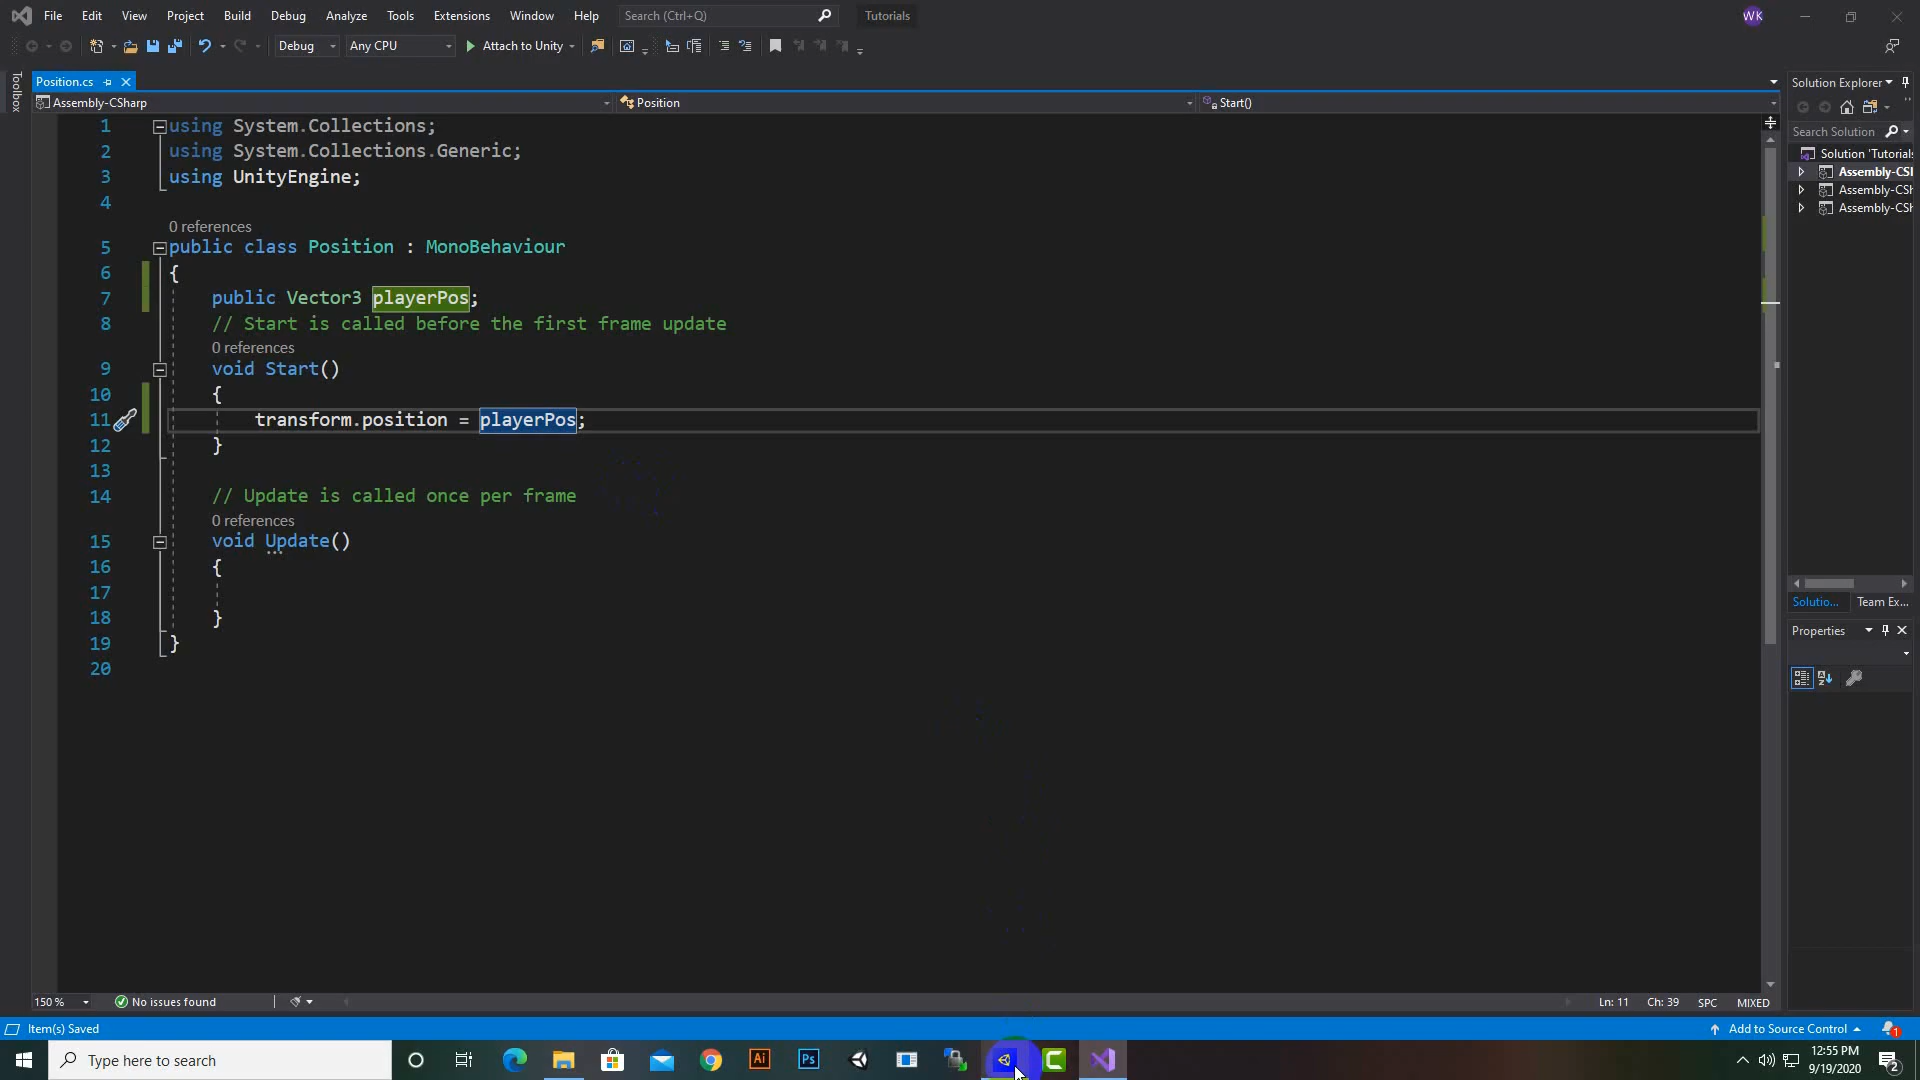 File Edit View Project Build Debug Analyze Tools Extensions Window Help Search (Ctrl+Q) Tutorials WK
Debug Any CPU Attach to Unity
Toolbox
Position.cs
Solution Explorer
Assembly-CSharp Position Start()
Search Solution
Solution 'Tutorials
Assembly-CSh
Assembly-CSh
Assembly-CSh
1 using System.Collections;
2 using System.Collections.Generic;
3 using UnityEngine;
4
0 references
5 public class Position : MonoBehaviour
6 {
7 public Vector3 playerPos;
8 // Start is called before the first frame update
0 references
9 void Start()
10 {
11 transform.position = playerPos;
12 }
13
14 // Update is called once per frame
0 references
15 void Update()
16 {
17
18 }
19 }
20
Solutio... Team Ex...
Properties
150 % No issues found Ln: 11 Ch: 39 SPC MIXED
Item(s) Saved Add to Source Control 1
Type here to search Ai Ps 12:55 PM
9/19/2020 2